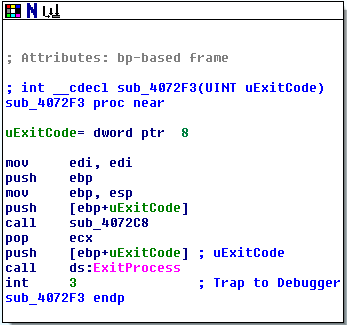 ; Attributes: bp-based frame
; int __cdecl sub_4072F3(UINT uExitCode)
sub_4072F3 proc near
uExitCode= dword ptr  8
mov     edi, edi
push    ebp
mov     ebp, esp
push    [ebp+uExitCode]
call    sub_4072C8
pop     ecx
push    [ebp+uExitCode] ; uExitCode
call    ds:ExitProcess
int     3               ; Trap to Debugger
sub_4072F3 endp